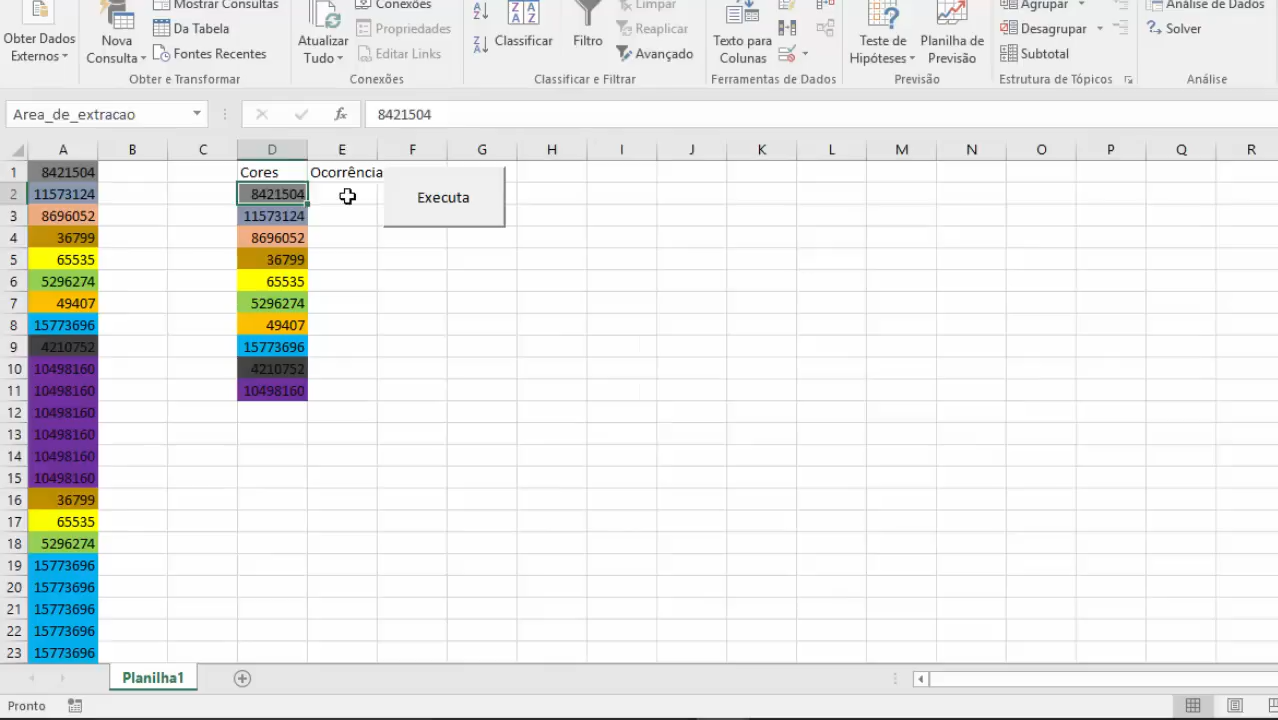 Mostrar Consultas
Conexões
Limpar
Agrupar
Análise de Dados
Obter Dados Externos
Nova Consulta
Da Tabela
Fontes Recentes
Atualizar Tudo
Propriedades
Editar Links
Classificar
Filtro
Reaplicar
Avançado
Texto para Colunas
Teste de Hipóteses
Planilha de Previsão
Desagrupar
Subtotal
Solver
Obter e Transformar
Conexões
Classificar e Filtrar
Ferramentas de Dados
Previsão
Estrutura de Tópicos
Análise
Area_de_extracao
fx
8421504
A B C D E F G H I J K L M N O P Q R
1 8421504 Cores Ocorrência
2 11573124 8421504 Executa
3 8696052 11573124
4 36799 8696052
5 65535 36799
6 5296274 65535
7 49407 5296274
8 15773696 49407
9 4210752 15773696
10 10498160 4210752
11 10498160 10498160
12 10498160
13 10498160
14 10498160
15 10498160
16 36799
17 65535
18 5296274
19 15773696
20 15773696
21 15773696
22 15773696
23 15773696
Planilha1
Pronto